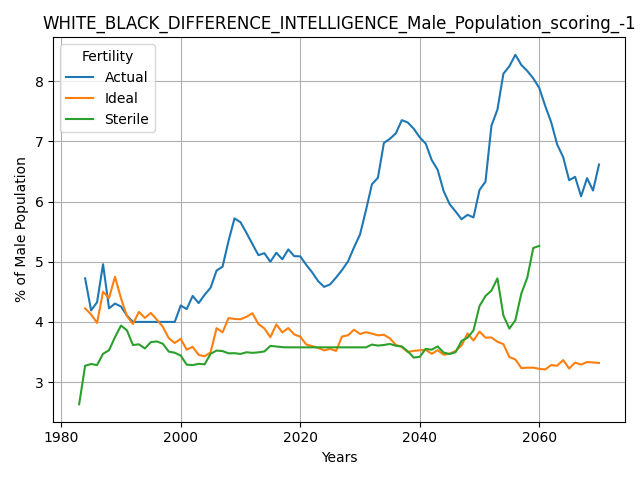 WHITE_BLACK_DIFFERENCE_INTELLIGENCE_Male_Population_scoring_-1
Fertility
Actual
Ideal
Sterile
% of Male Population
8
7
6
5
4
3
1980 2000 2020 2040 2060
Years